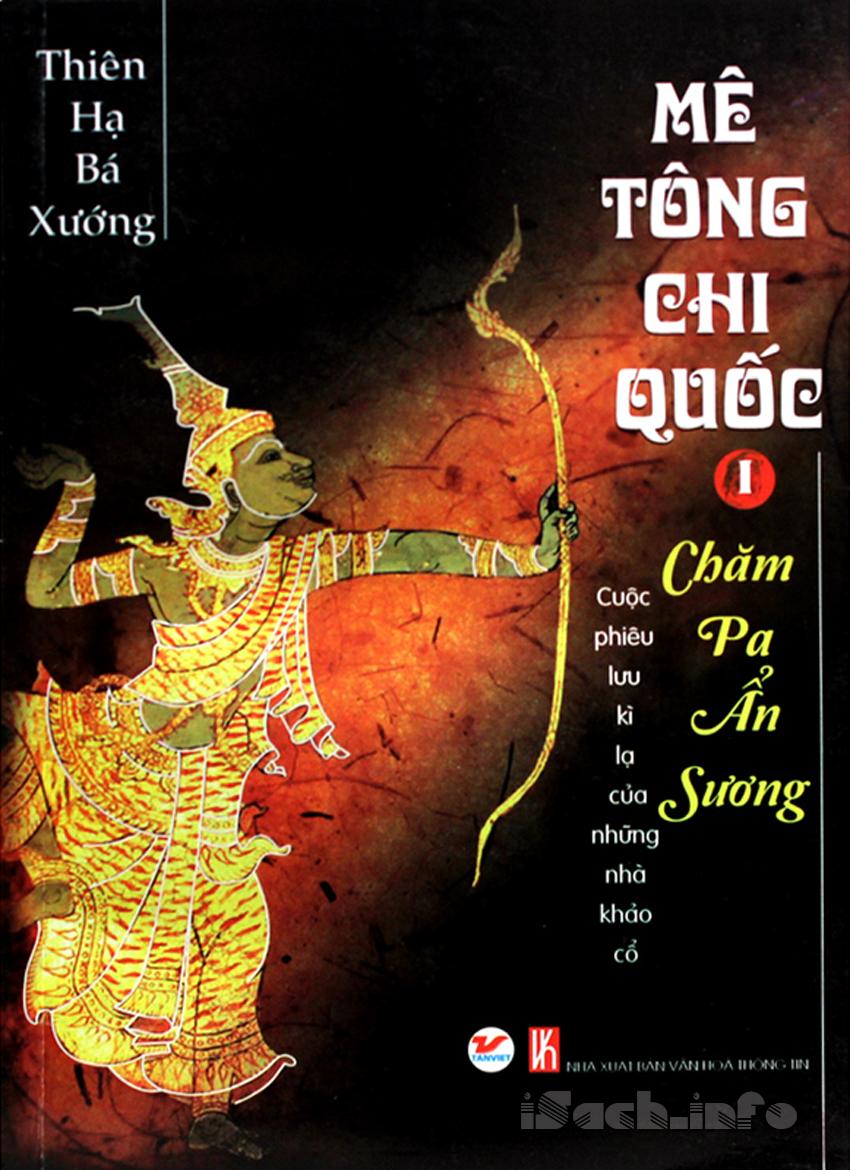 Thiên
Hạ
Bá
Xướng
MÊ
TÔNG
CHI
QUỐC
1
Chăm
Pa
Ẩn
Sương
Cuộc
phiêu
lưu
kì
lạ
của
những
nhà
khảo
cổ
TANVIET
NHÀ XUẤT BẢN VĂN HOÁ THÔNG TIN
iSach.info